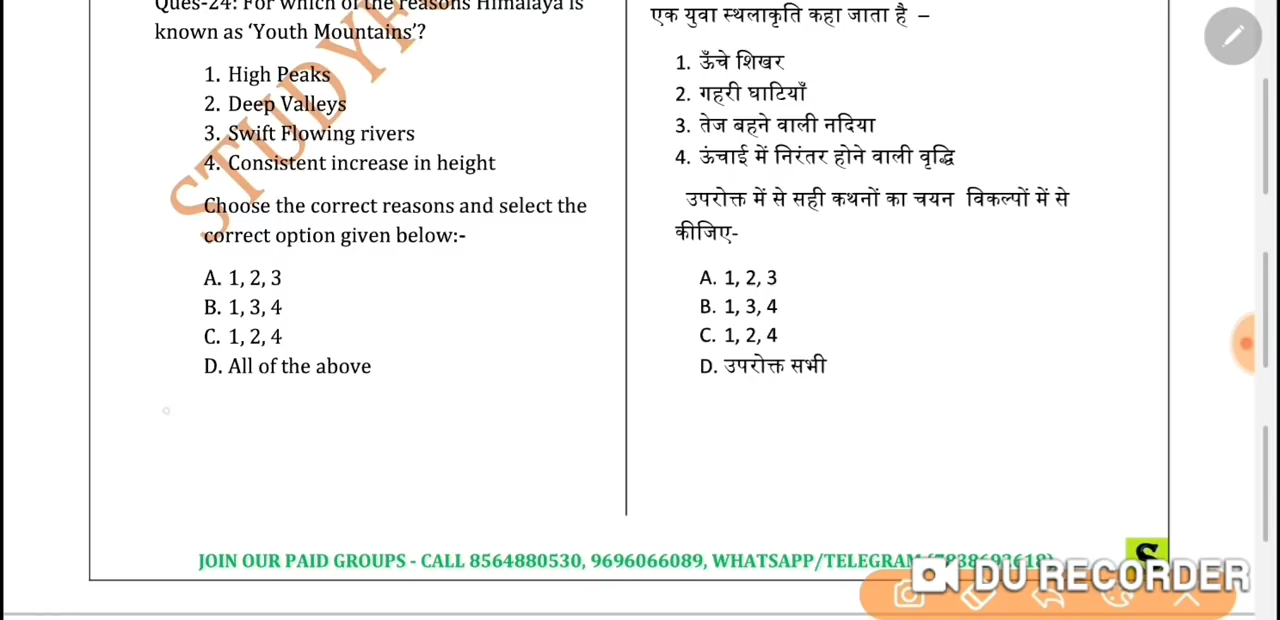 Ques-24: For which of the reasons Himalaya is
known as ‘Youth Mountains’?
1. High Peaks
2. Deep Valleys
3. Swift Flowing rivers
4. Consistent increase in height
Choose the correct reasons and select the
correct option given below:-
A. 1, 2, 3
B. 1, 3, 4
C. 1, 2, 4
D. All of the above
एक युवा स्थलाकृति कहा जाता है –
1. ऊँचे शिखर
2. गहरी घाटियाँ
3. तेज बहने वाली नदिया
4. ऊंचाई में निरंतर होने वाली वृद्धि
उपरोक्त में से सही कथनों का चयन विकल्पों में से
कीजिए-
A. 1, 2, 3
B. 1, 3, 4
C. 1, 2, 4
D. उपरोक्त सभी
JOIN OUR PAID GROUPS - CALL 8564880530, 9696066089, WHATSAPP/TELEGRAM
S
DU RECORDER